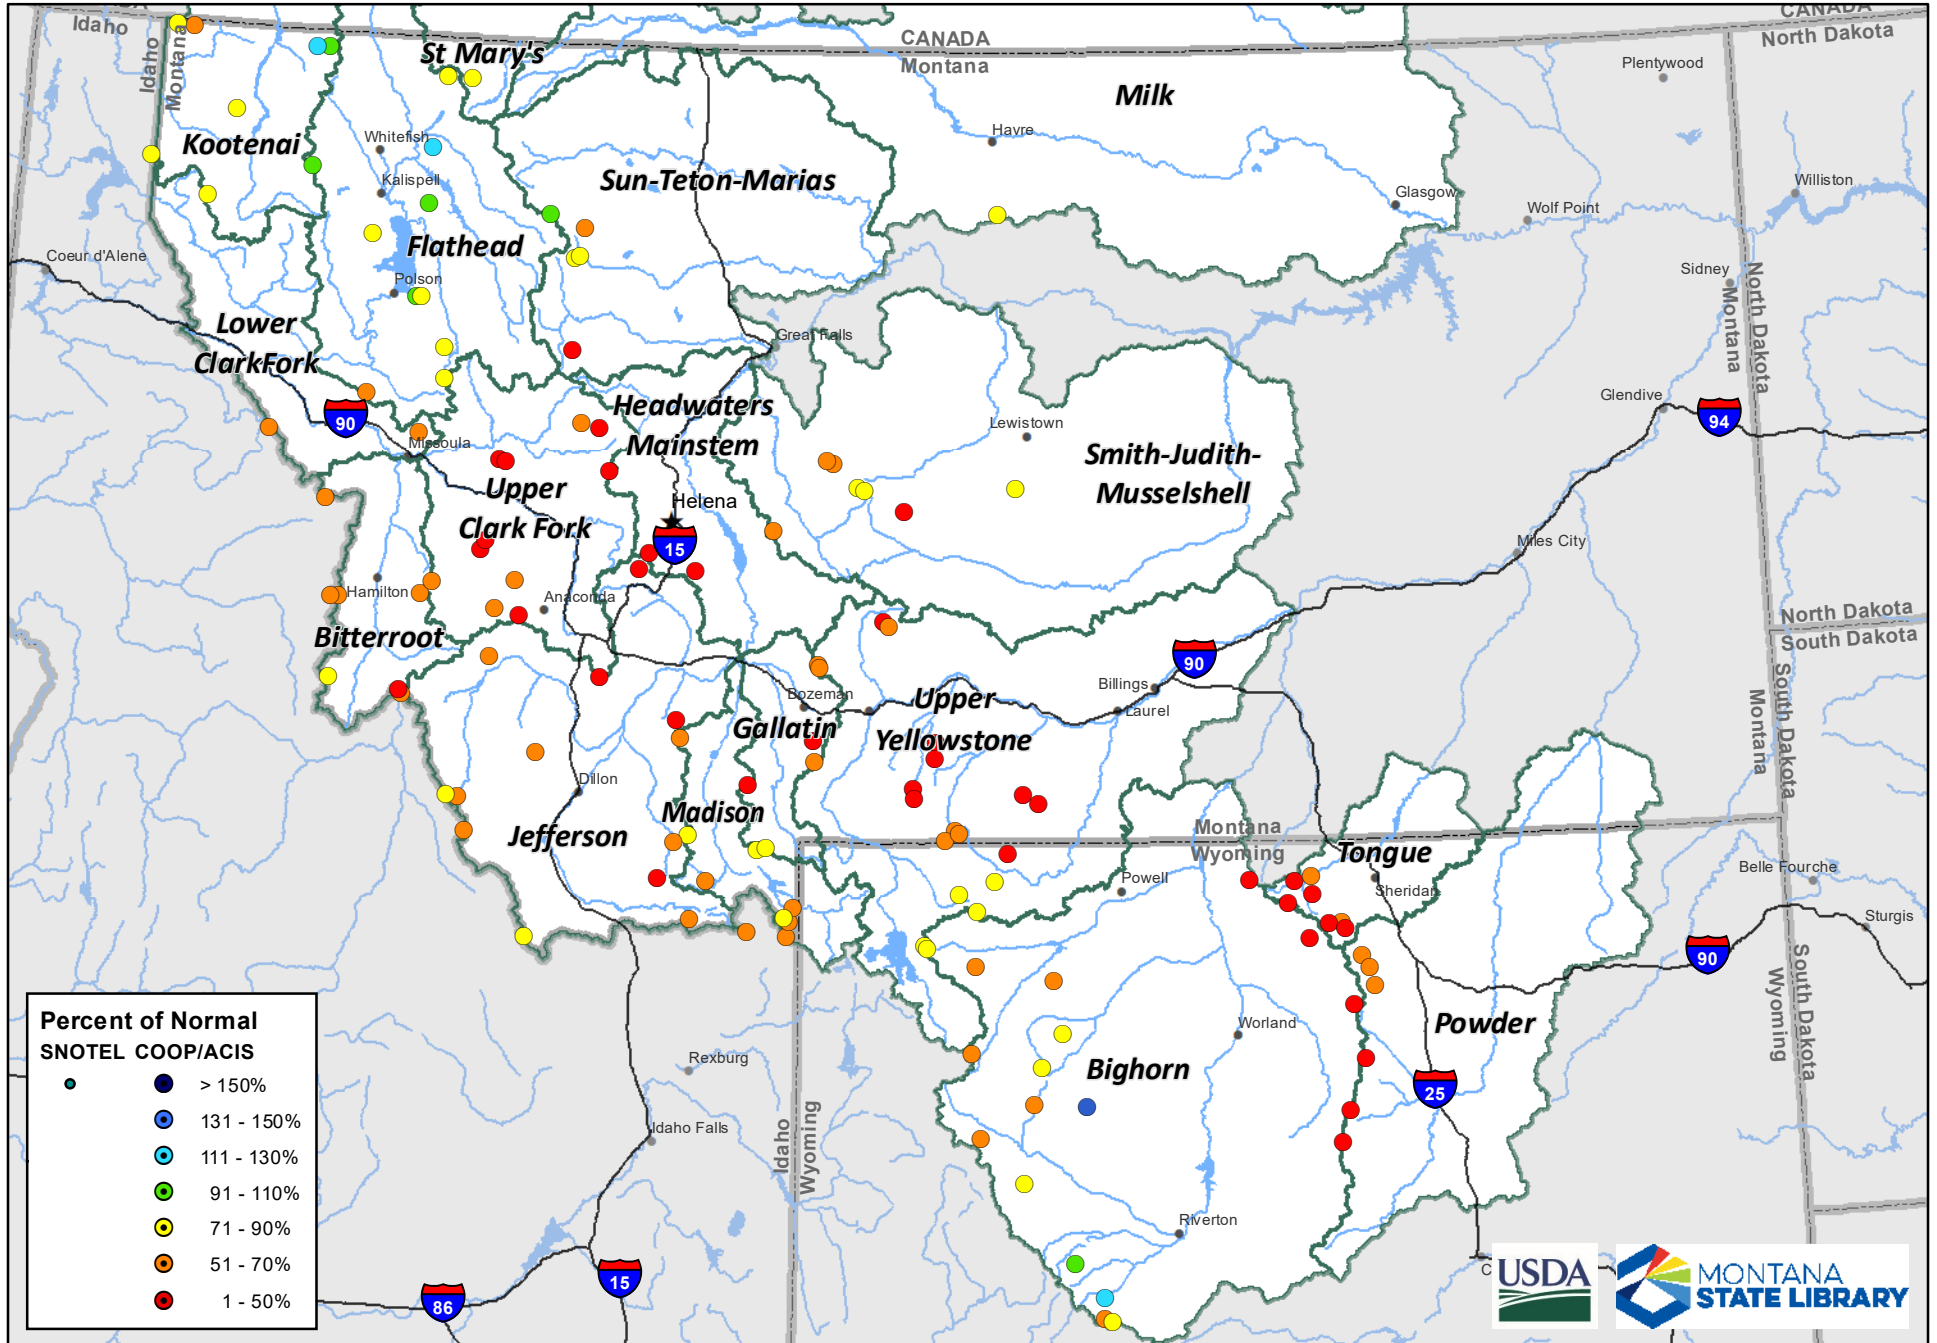 Idaho
CANADA
North Dakota
CANADA
Montana
Idaho
Montana
St Mary's
Milk
Plentywood
Kootenai
Whitefish
Havre
Kalispell
Sun-Teton-Marias
Glasgow
Williston
Wolf Point
Flathead
Coeur d'Alene
Polson
Sidney
Montana
North Dakota
Lower
ClarkFork
Great Falls
Glendive
Headwaters
Mainstem
90
Missoula
Lewistown
94
Smith-Judith-
Musselshell
Upper
Clark Fork
Helena
15
Miles City
Hamilton
Anaconda
North Dakota
South Dakota
Bitterroot
90
Bozeman
Billings
Laurel
Upper
Yellowstone
Gallatin
Montana
South Dakota
Dillon
Madison
Jefferson
Montana
Wyoming
Tongue
Powell
Sheridan
Belle Fourche
Sturgis
90
South Dakota
Wyoming
Percent of Normal
SNOTEL COOP/ACIS
> 150%
131 - 150%
111 - 130%
91 - 110%
71 - 90%
51 - 70%
1 - 50%
Worland
Powder
Rexburg
Bighorn
25
Idaho Falls
Idaho
Wyoming
Riverton
15
86
C
USDA
MONTANA
STATE LIBRARY